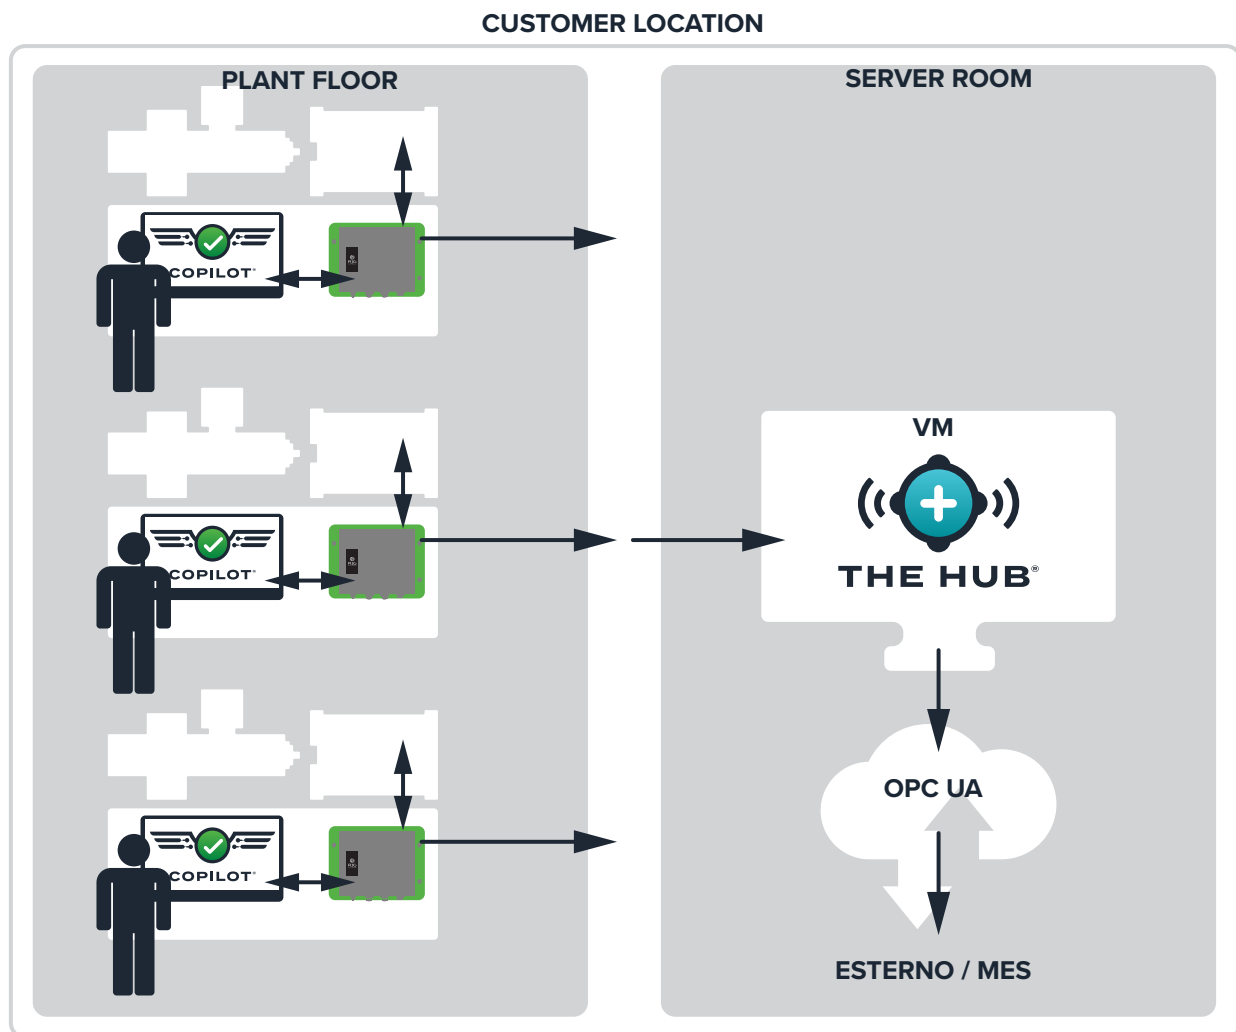 CUSTOMER LOCATION
PLANT FLOOR
SERVER ROOM
COPILOT®
VM
COPILOT®
THE HUB®
OPC UA
COPILOT®
ESTERNO / MES